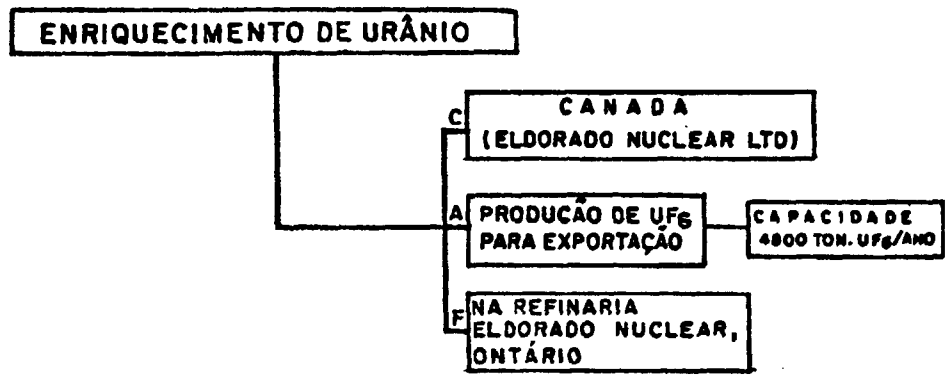 ENRIQUECIMENTO DE URÂNIO
C
CANADA
(ELDORADO NUCLEAR LTD)
A
PRODUCÃO DE UF6
PARA EXPORTAÇÃO
CAPACIDADE
4800 TON. UF6/ANO
F
NA REFINARIA
ELDORADO NUCLEAR,
ONTÁRIO